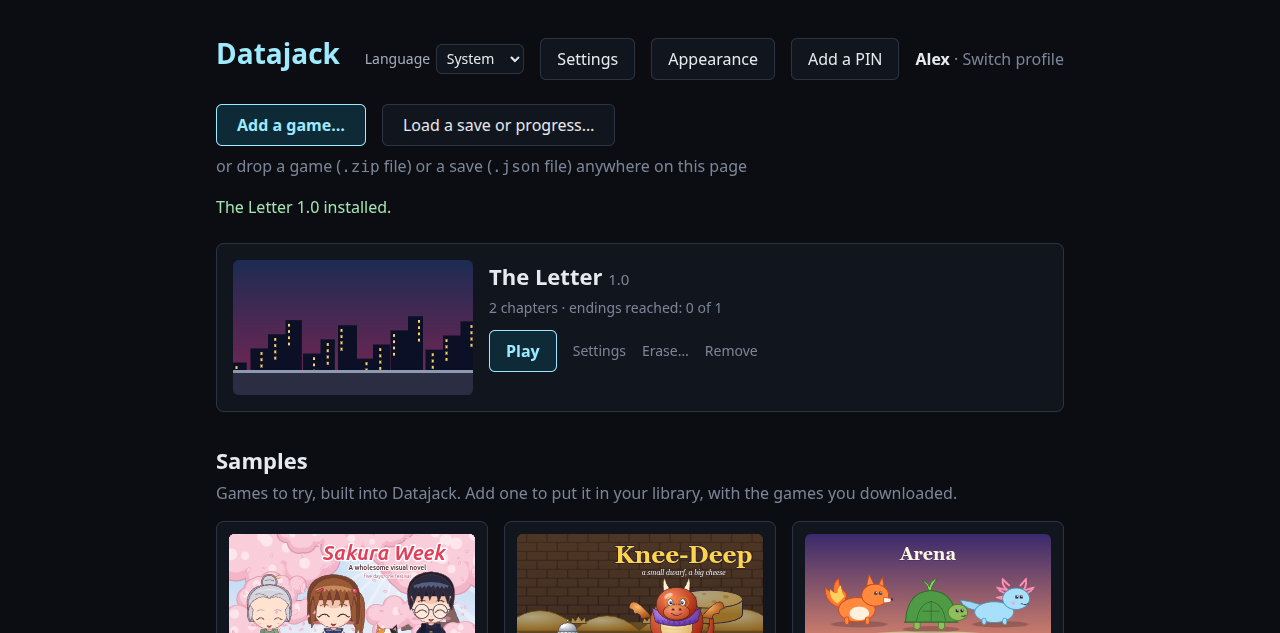 Datajack
Language System Settings Appearance Add a PIN Alex · Switch profile
Add a game... Load a save or progress...
or drop a game (.zip file) or a save (.json file) anywhere on this page
The Letter 1.0 installed.
The Letter 1.0
2 chapters · endings reached: 0 of 1
Play Settings Erase... Remove
Samples
Games to try, built into Datajack. Add one to put it in your library, with the games you downloaded.
Sakura Week
A wholesome visual novel
five days, one festival
Knee-Deep
a small dwarf, a big cheese
Arena